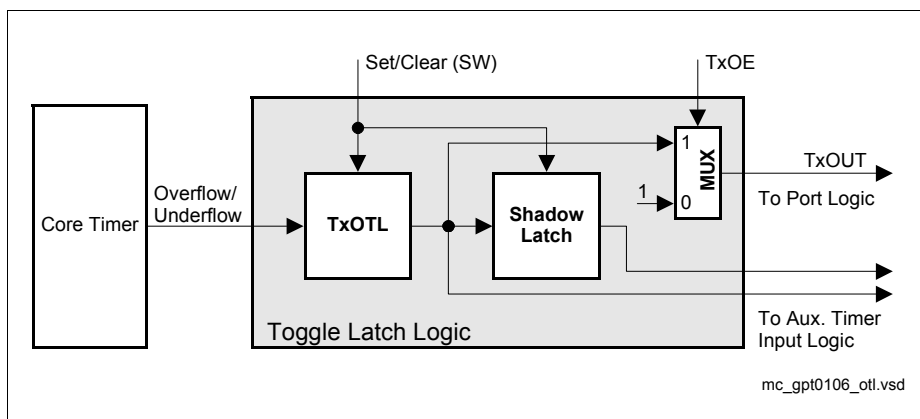 Set/Clear (SW)
TxOE
Core Timer
Overflow/
Underflow
TxOTL
Shadow
Latch
1
1
0
MUX
TxOUT
To Port Logic
To Aux. Timer
Input Logic
Toggle Latch Logic
mc_gpt0106_otl.vsd